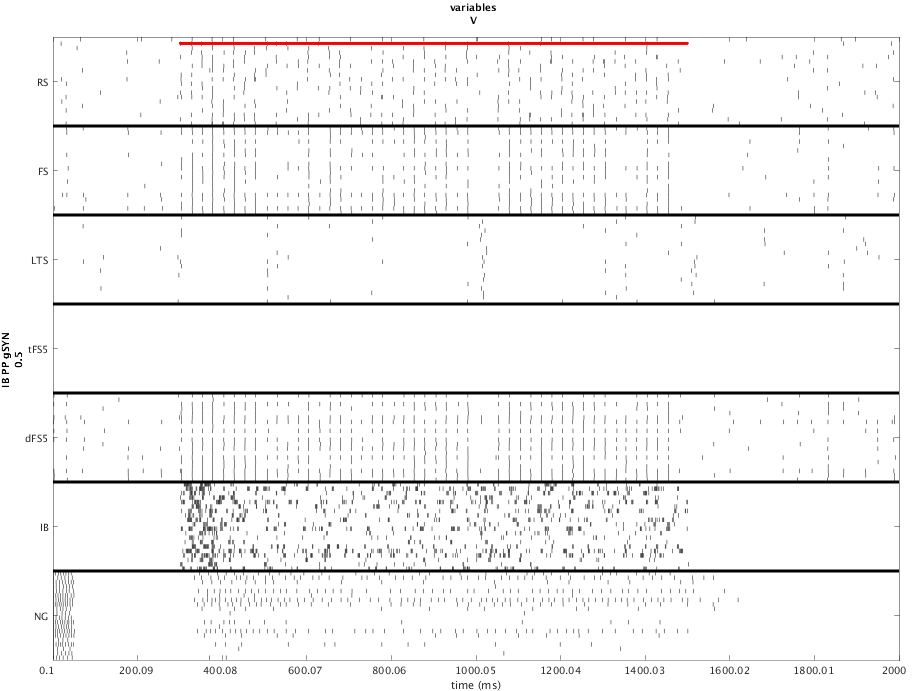 variables
V
RS
FS
LTS
tFS5
dFS5
IB
NG
IB PP gSYN
0.5
0.1 200.09 400.08 600.07 800.06 1000.05 1200.04 1400.03 1600.02 1800.01 2000
time (ms)